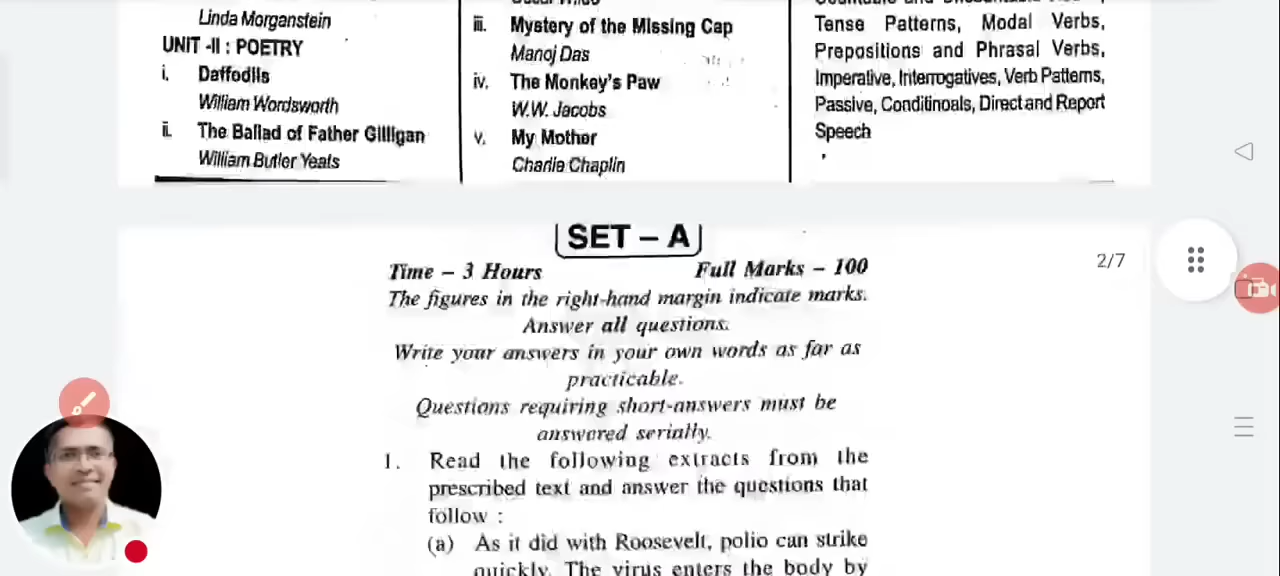 Linda Morganstein
UNIT -II : POETRY
i. Daffodils
William Wordsworth
ii. The Ballad of Father Gilligan
William Butler Yeats
iii. Mystery of the Missing Cap
Manoj Das
iv. The Monkey's Paw
W.W. Jacobs
v. My Mother
Charlie Chaplin
Tense Patterns, Modal Verbs,
Prepositions and Phrasal Verbs,
Imperative, Interrogatives, Verb Patterns,
Passive, Conditinoals, Direct and Report
Speech
SET – A
Time – 3 Hours Full Marks – 100
The figures in the right-hand margin indicate marks.
Answer all questions.
Write your answers in your own words as far as
practicable.
Questions requiring short-answers must be
answered serially.
1. Read the following extracts from the
prescribed text and answer the questions that
follow :
(a) As it did with Roosevelt, polio can strike
quickly. The virus enters the body by
2/7